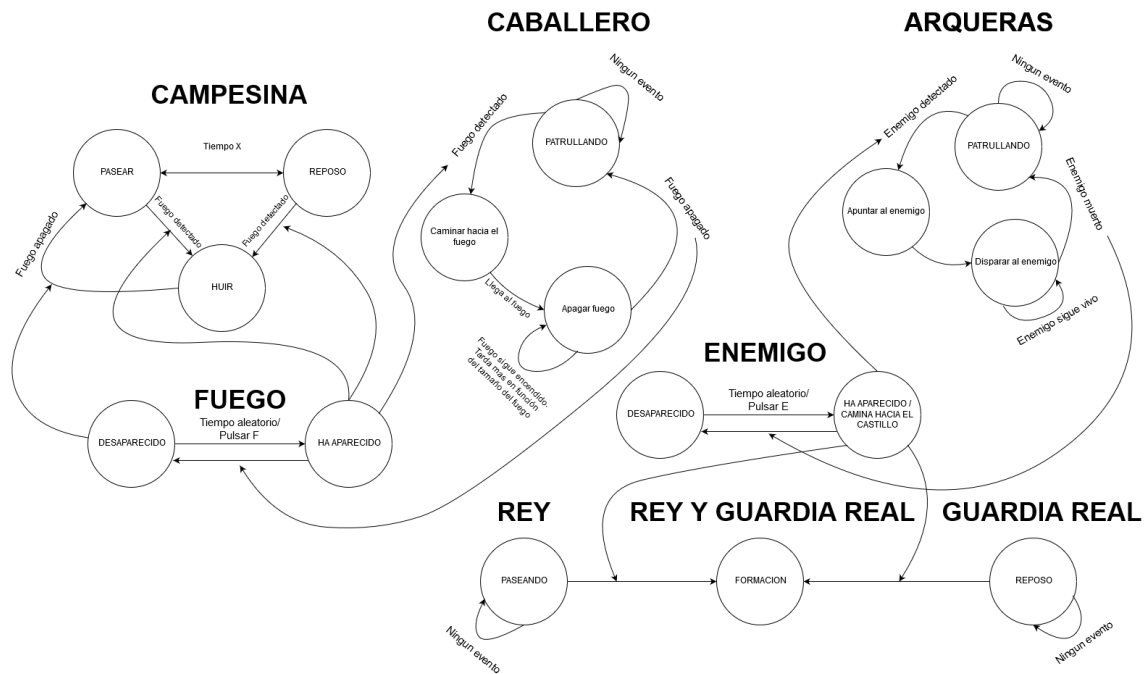 CABALLERO
ARQUERAS
CAMPESINA
Tiempo X
PASEAR
REPOSO
Fuego detectado
Fuego detectado
Fuego apagado
HUIR
Fuego detectado
Ningun evento
PATRULLANDO
Caminar hacia el
fuego
Llega al fuego
Apagar fuego
Fuego apagado
Fuego sigue encendido.
Tarda mas en función
del tamaño del fuego
Enemigo detectado
Ningun evento
PATRULLANDO
Apuntar al enemigo
Disparar al enemigo
Enemigo muerto
Enemigo sigue vivo
FUEGO
Tiempo aleatorio/
Pulsar F
DESAPARECIDO
HA APARECIDO
ENEMIGO
Tiempo aleatorio/
Pulsar E
DESAPARECIDO
HA APARECIDO /
CAMINA HACIA EL
CASTILLO
REY
REY Y GUARDIA REAL
GUARDIA REAL
PASEANDO
FORMACION
REPOSO
Ningun evento
Ningun evento